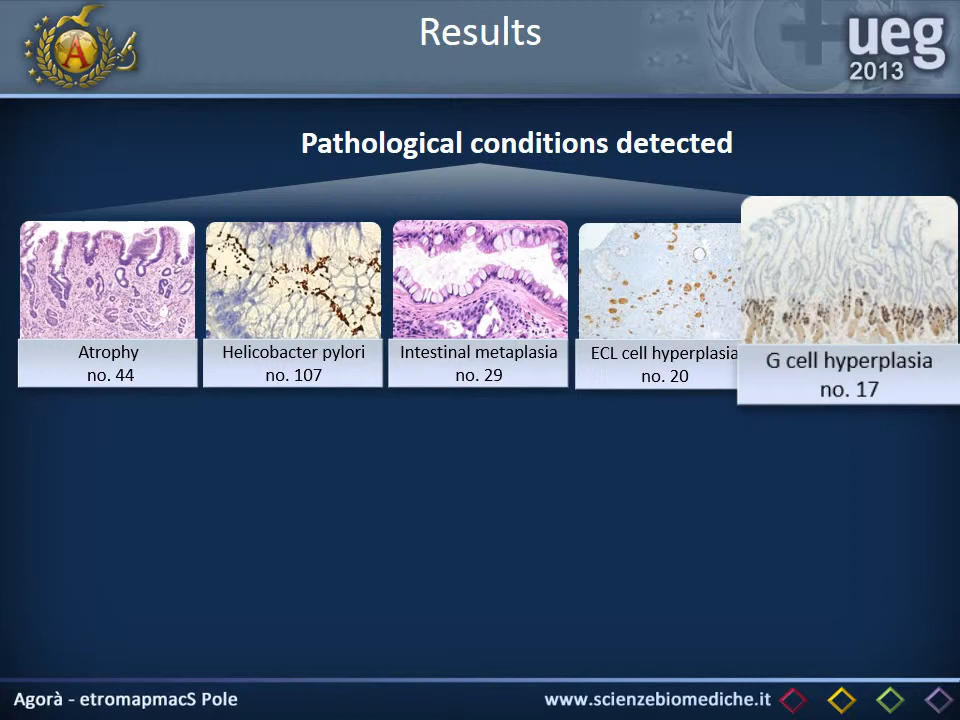 Results
ueg
2013
A
Pathological conditions detected
Atrophy
no. 44
Helicobacter pylori
no. 107
Intestinal metaplasia
no. 29
ECL cell hyperplasia
no. 20
G cell hyperplasia
no. 17
Agorà - etromapmacS Pole
www.scienzebiomediche.it